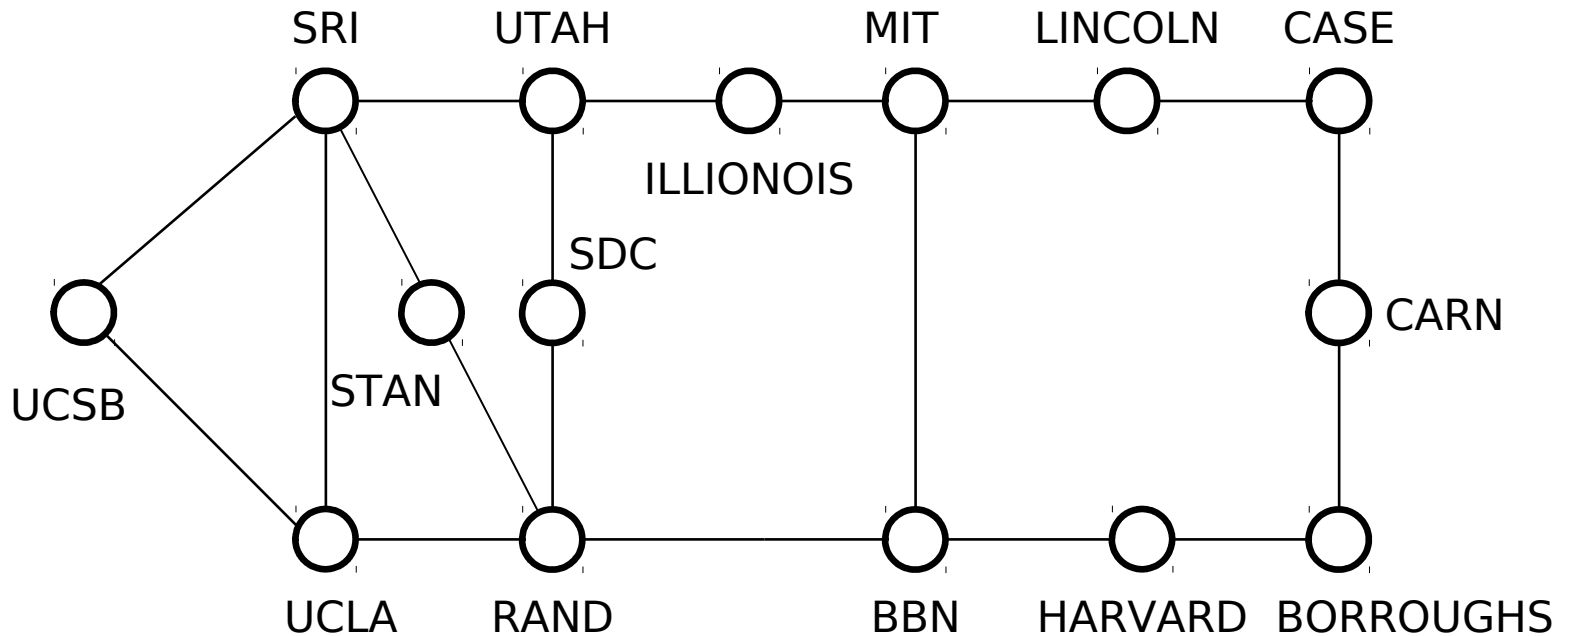 SRI
UTAH
MIT
LINCOLN
CASE
ILLIONOIS
SDC
CARN
STAN
UCSB
UCLA
RAND
BBN
HARVARD
BORROUGHS